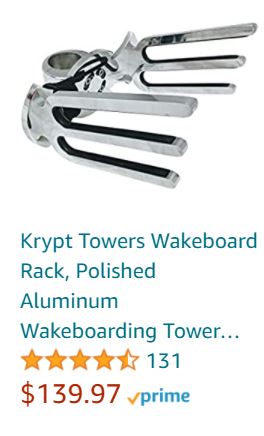 Krypt Towers Wakeboard
Rack, Polished
Aluminum
Wakeboarding Tower...
131
$139.97 prime